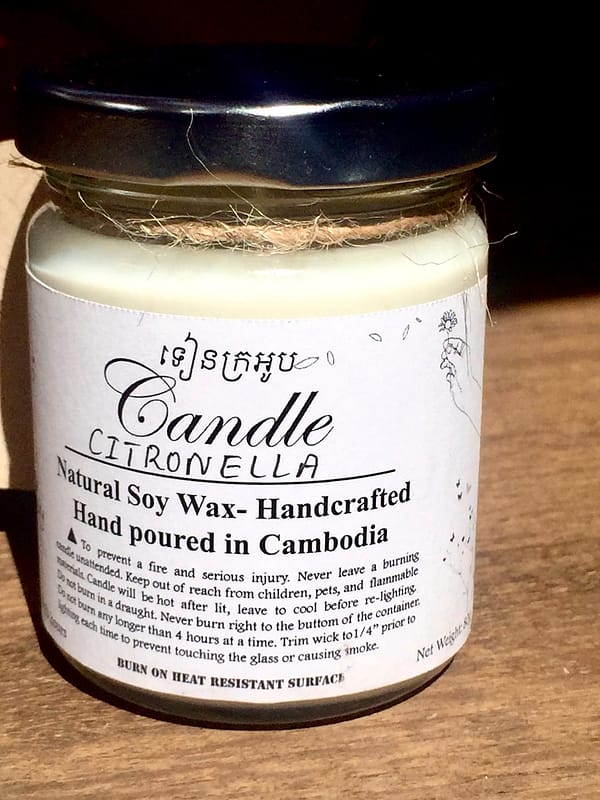 ទៀនក្រអូប
Candle
CITRONELLA
Natural Soy Wax- Handcrafted
Hand poured in Cambodia
To prevent a fire and serious injury. Never leave a burning
candle unattended. Keep out of reach from children, pets, and flammable
materials. Candle will be hot after lit, leave to cool before re-lighting.
Do not burn in a draught. Never burn right to the buttom of the container.
Do not burn any longer than 4 hours at a time. Trim wick to 1/4” prior to
lighting each time to prevent touching the glass or causing smoke.
BURN ON HEAT RESISTANT SURFACE
Net Weight